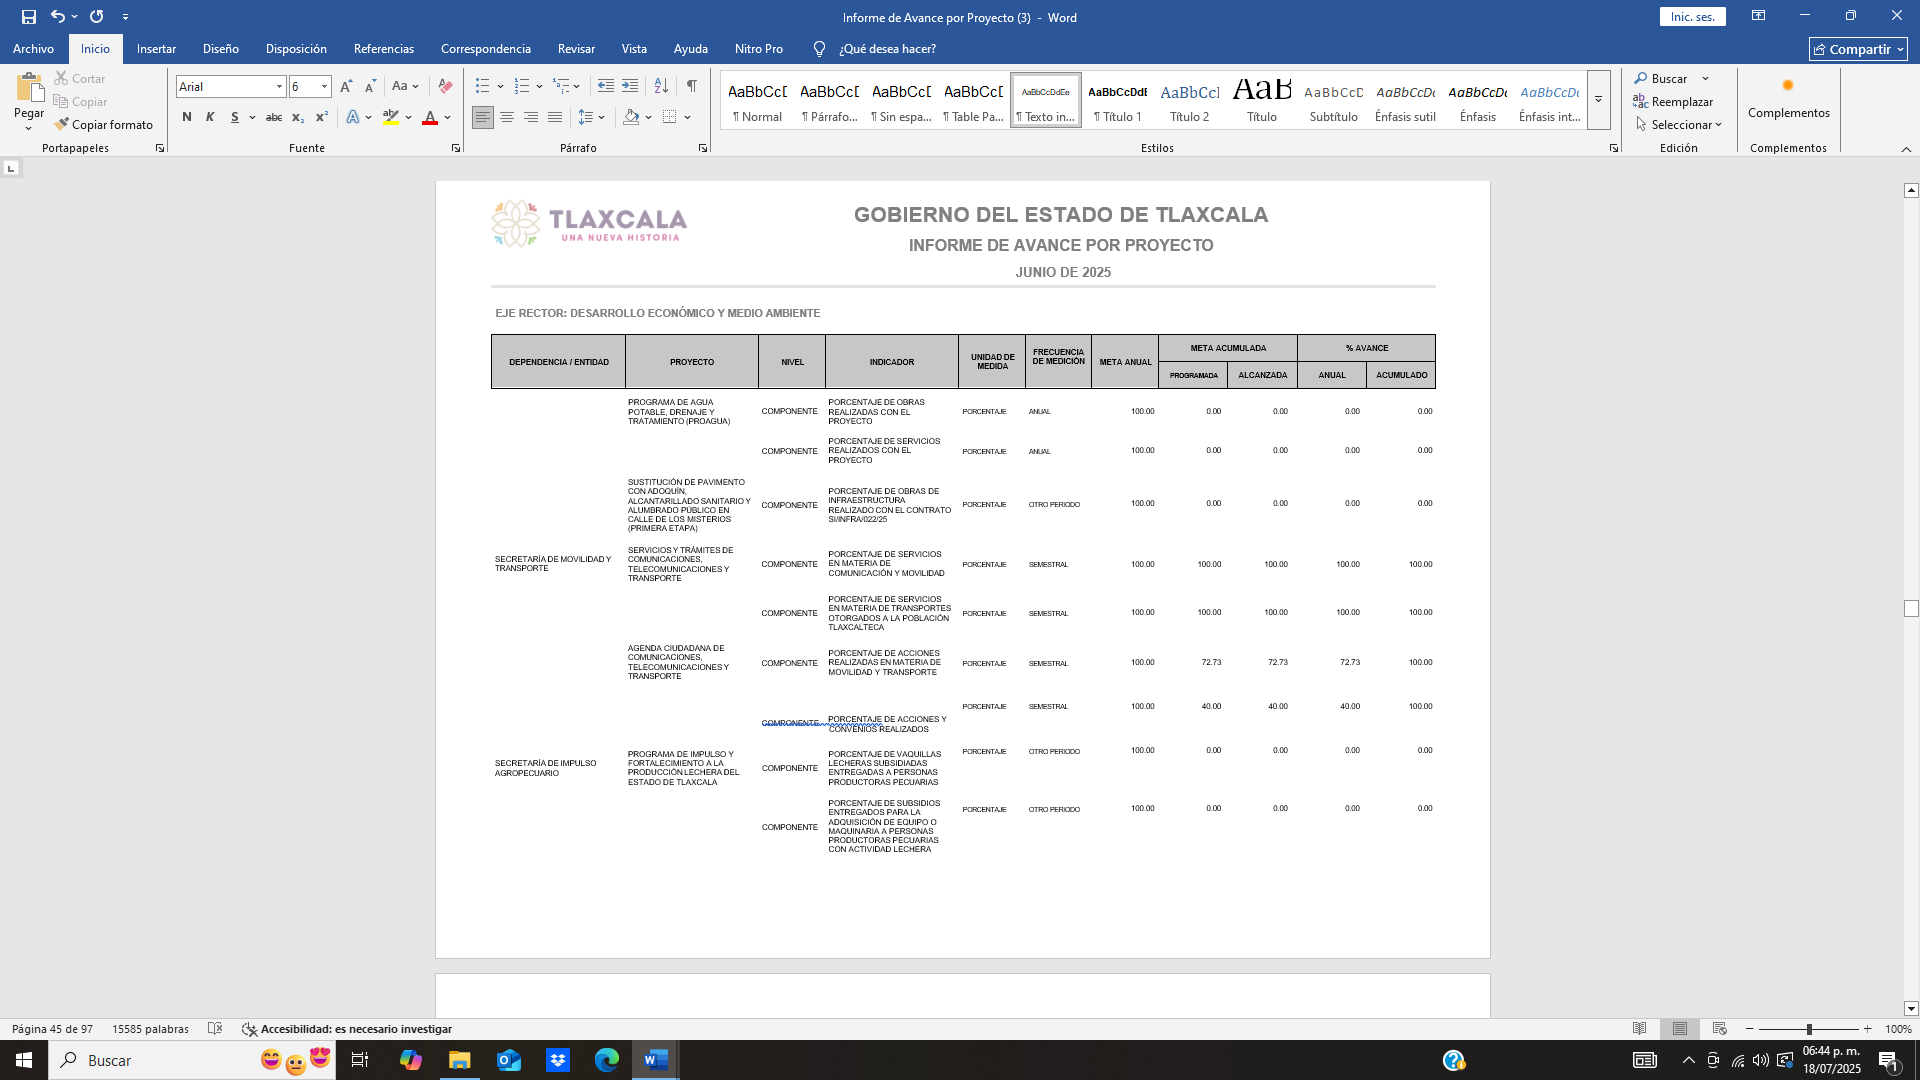 Informe de Avance por Proyecto (3) - Word
Inic. ses.
Archivo Inicio Insertar Diseño Disposición Referencias Correspondencia Revisar Vista Ayuda Nitro Pro ¿Qué desea hacer? Compartir
Pegar
Cortar
Copiar
Copiar formato
Portapapeles
Arial 6
Aa
N K S abc x₂ x² A A
Fuente
Párrafo
AaBbCcD AaBbCcD AaBbCcD AaBbCcD AaBbCcDdEe AaBbCcDdE AaBbCcI AaB AaBbCcD AaBbCcDc AaBbCcDc AaBbCcDc
¶ Normal ¶ Párrafo... ¶ Sin espa... ¶ Table Pa... ¶ Texto in... ¶ Título 1 Título 2 Título Subtítulo Énfasis sutil Énfasis Énfasis int...
Estilos
Buscar
Reemplazar
Seleccionar
Edición
Complementos
Complementos
TLAXCALA
UNA NUEVA HISTORIA
GOBIERNO DEL ESTADO DE TLAXCALA
INFORME DE AVANCE POR PROYECTO
JUNIO DE 2025
EJE RECTOR: DESARROLLO ECONÓMICO Y MEDIO AMBIENTE
DEPENDENCIA / ENTIDAD PROYECTO NIVEL INDICADOR UNIDAD DE MEDIDA FRECUENCIA DE MEDICIÓN META ANUAL META ACUMULADA % AVANCE
PROGRAMADA ALCANZADA ANUAL ACUMULADO
PROGRAMA DE AGUA POTABLE, DRENAJE Y TRATAMIENTO (PROAGUA) COMPONENTE PORCENTAJE DE OBRAS REALIZADAS CON EL PROYECTO PORCENTAJE ANUAL 100.00 0.00 0.00 0.00 0.00
COMPONENTE PORCENTAJE DE SERVICIOS REALIZADOS CON EL PROYECTO PORCENTAJE ANUAL 100.00 0.00 0.00 0.00 0.00
SUSTITUCIÓN DE PAVIMENTO CON ADOQUÍN, ALCANTARILLADO SANITARIO Y ALUMBRADO PÚBLICO EN CALLE DE LOS MISTERIOS (PRIMERA ETAPA) COMPONENTE PORCENTAJE DE OBRAS DE INFRAESTRUCTURA REALIZADO CON EL CONTRATO SI/INFRA/022/25 PORCENTAJE OTRO PERIODO 100.00 0.00 0.00 0.00 0.00
SECRETARÍA DE MOVILIDAD Y TRANSPORTE SERVICIOS Y TRÁMITES DE COMUNICACIONES, TELECOMUNICACIONES Y TRANSPORTE COMPONENTE PORCENTAJE DE SERVICIOS EN MATERIA DE COMUNICACIÓN Y MOVILIDAD PORCENTAJE SEMESTRAL 100.00 100.00 100.00 100.00 100.00
COMPONENTE PORCENTAJE DE SERVICIOS EN MATERIA DE TRANSPORTES OTORGADOS A LA POBLACIÓN TLAXCALTECA PORCENTAJE SEMESTRAL 100.00 100.00 100.00 100.00 100.00
AGENDA CIUDADANA DE COMUNICACIONES, TELECOMUNICACIONES Y TRANSPORTE COMPONENTE PORCENTAJE DE ACCIONES REALIZADAS EN MATERIA DE MOVILIDAD Y TRANSPORTE PORCENTAJE SEMESTRAL 100.00 72.73 72.73 72.73 100.00
COMPONENTE PORCENTAJE DE ACCIONES Y CONVENIOS REALIZADOS PORCENTAJE SEMESTRAL 100.00 40.00 40.00 40.00 100.00
SECRETARÍA DE IMPULSO AGROPECUARIO PROGRAMA DE IMPULSO Y FORTALECIMIENTO A LA PRODUCCIÓN LECHERA DEL ESTADO DE TLAXCALA COMPONENTE PORCENTAJE DE VAQUILLAS LECHERAS SUBSIDIADAS ENTREGADAS A PERSONAS PRODUCTORAS PECUARIAS PORCENTAJE OTRO PERIODO 100.00 0.00 0.00 0.00 0.00
COMPONENTE PORCENTAJE DE SUBSIDIOS ENTREGADOS PARA LA ADQUISICIÓN DE EQUIPO O MAQUINARIA A PERSONAS PRODUCTORAS PECUARIAS CON ACTIVIDAD LECHERA PORCENTAJE OTRO PERIODO 100.00 0.00 0.00 0.00 0.00
Página 45 de 97 15585 palabras Accesibilidad: es necesario investigar 100%
Buscar
06:44 p. m.
18/07/2025
1